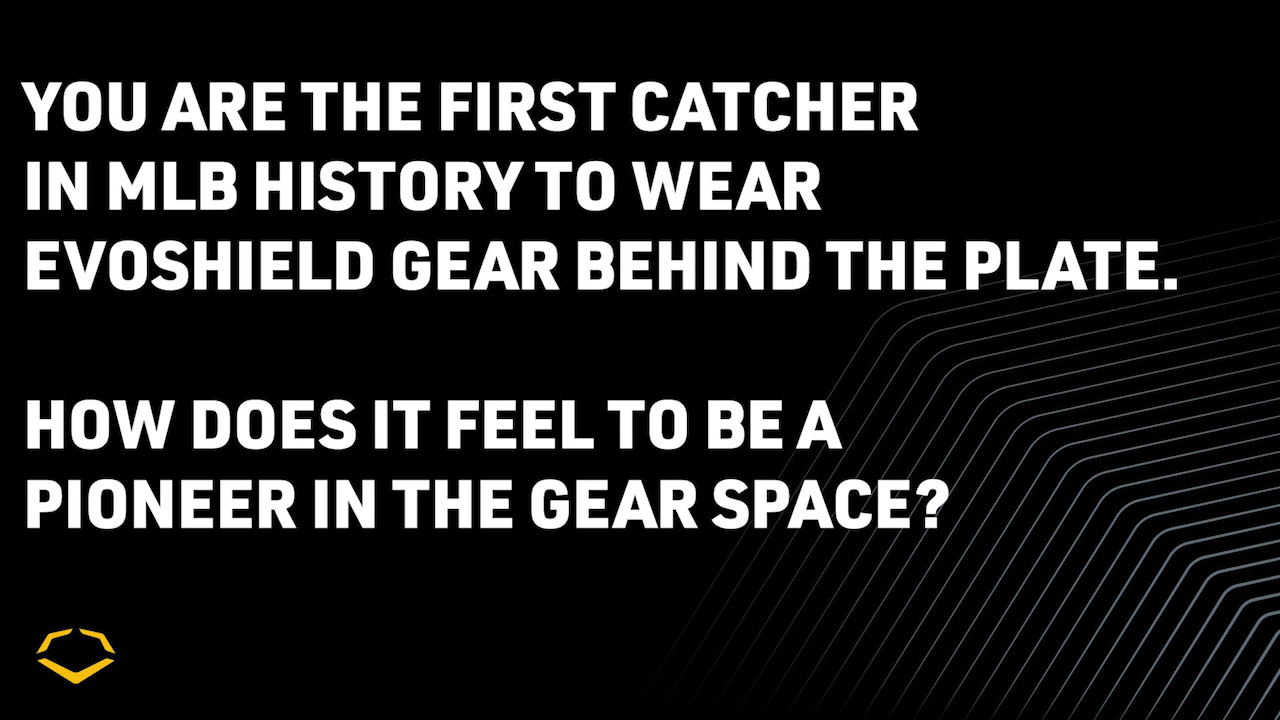 YOU ARE THE FIRST CATCHER
IN MLB HISTORY TO WEAR
EVOSHIELD GEAR BEHIND THE PLATE.
HOW DOES IT FEEL TO BE A
PIONEER IN THE GEAR SPACE?